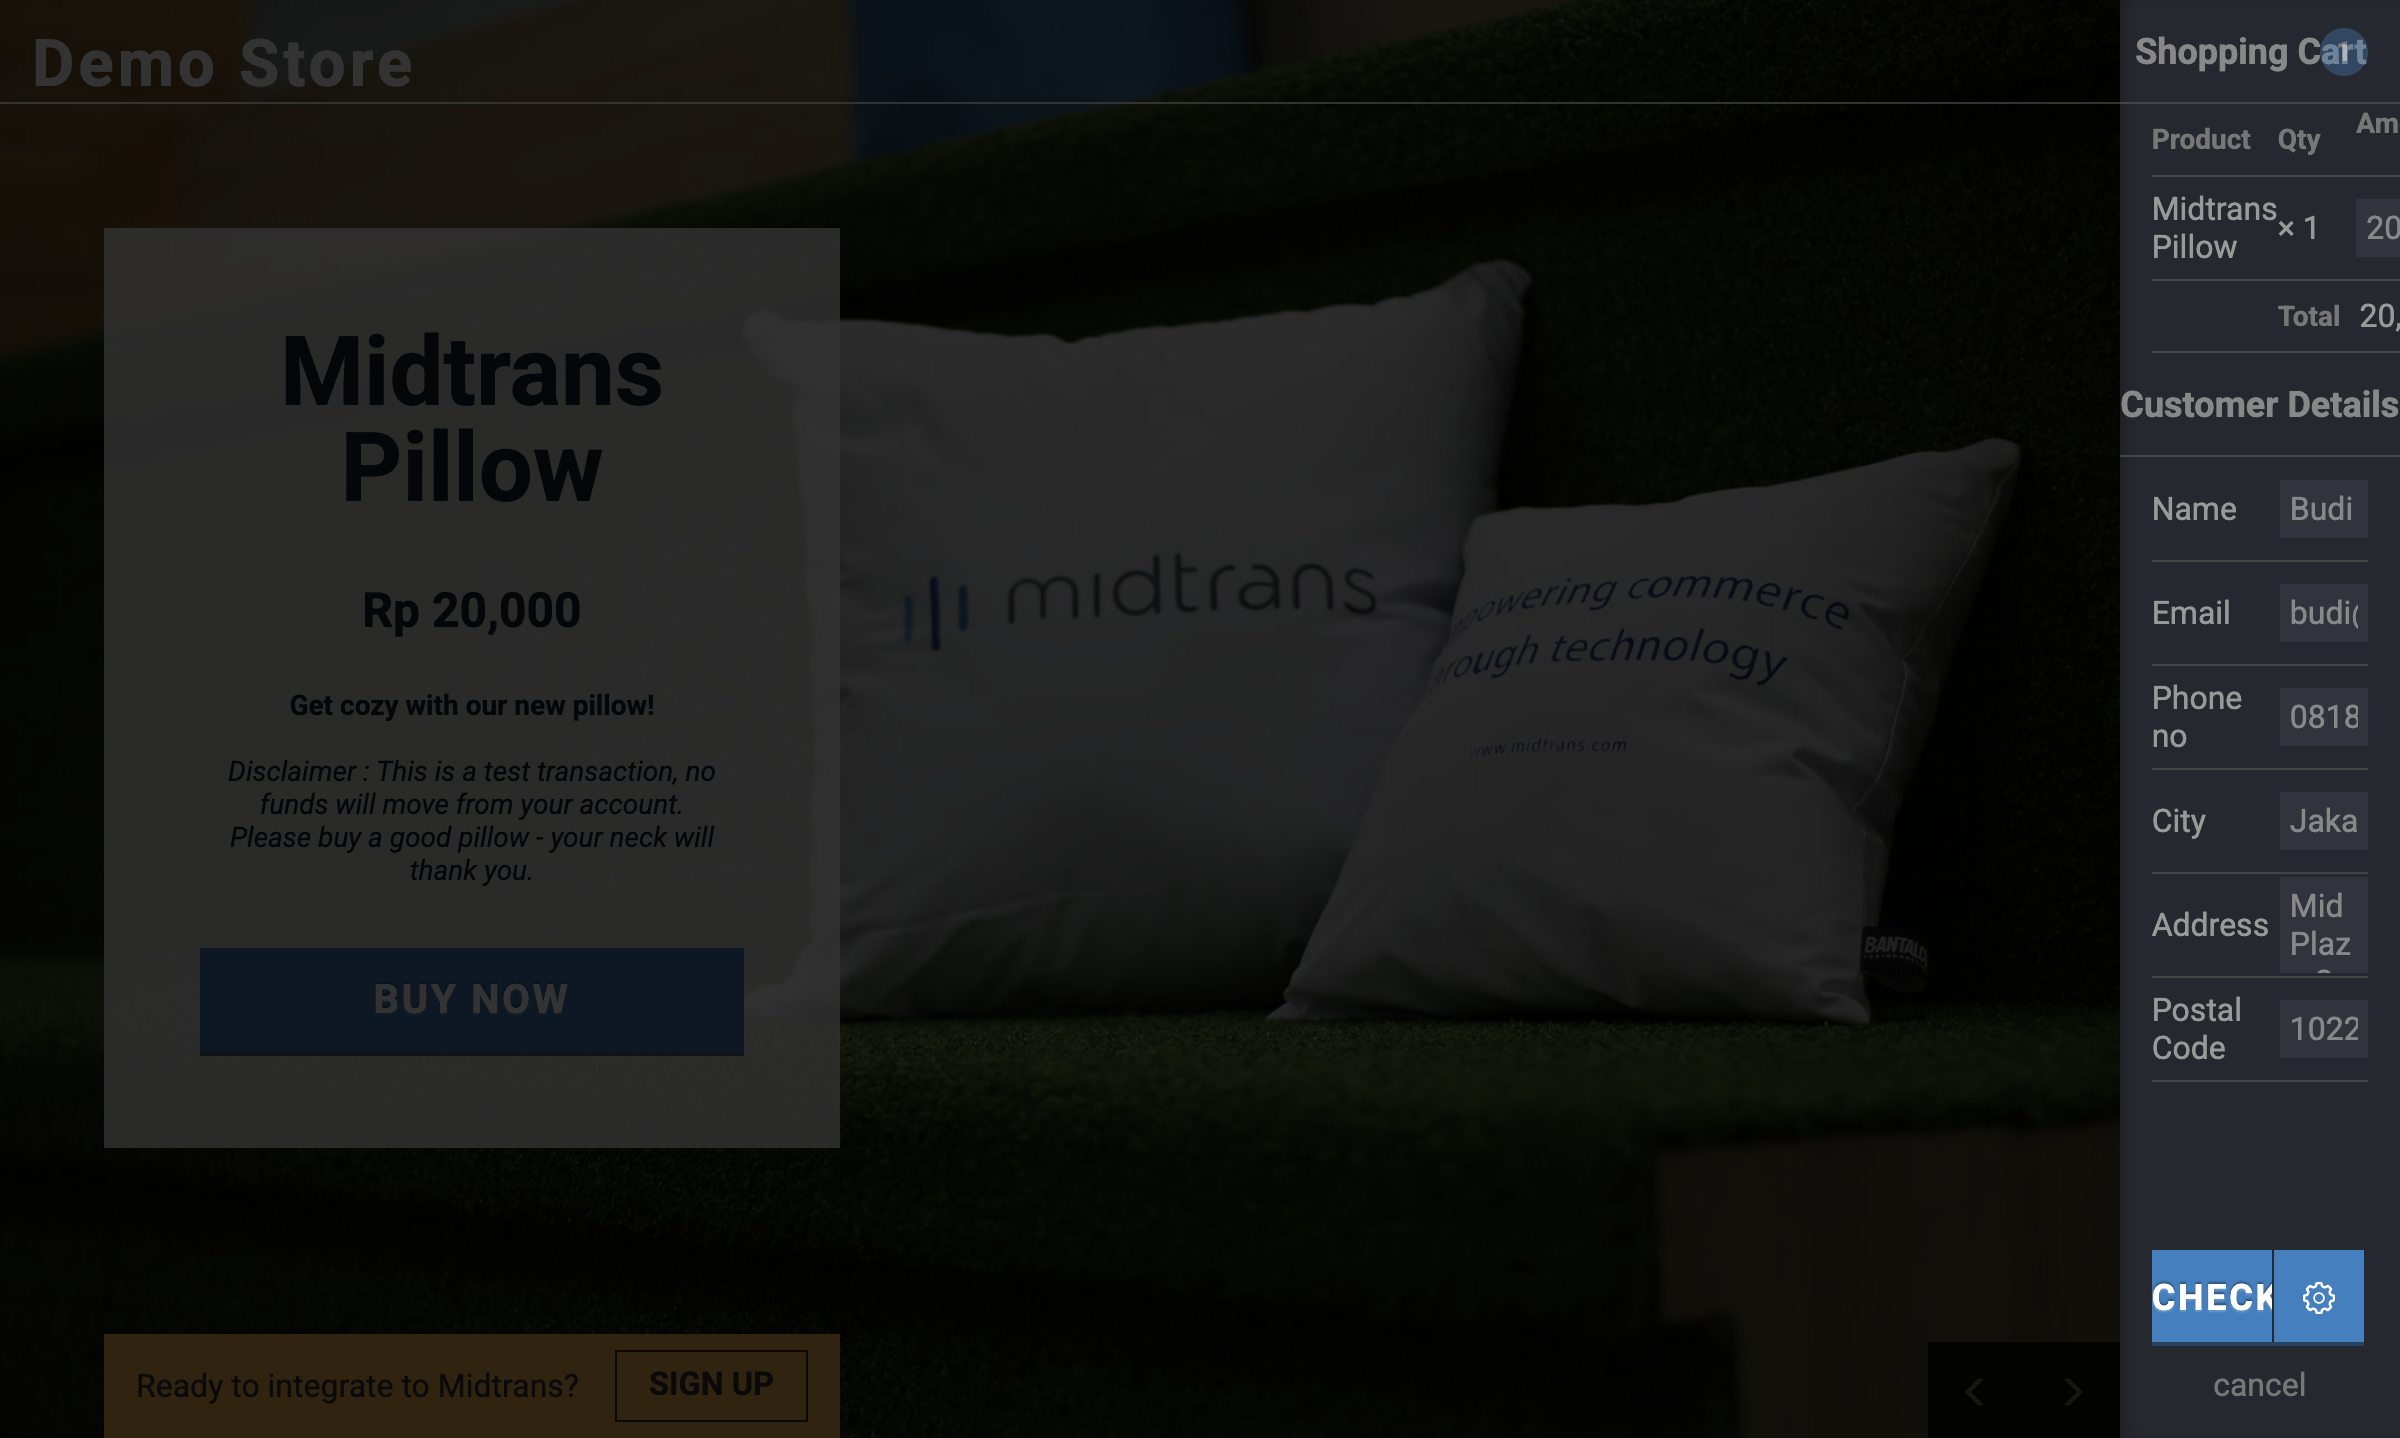 Demo Store
Midtrans
Pillow
Rp 20,000
Get cozy with our new pillow!
Disclaimer : This is a test transaction, no
funds will move from your account.
Please buy a good pillow - your neck will
thank you.
BUY NOW
Ready to integrate to Midtrans?
SIGN UP
midtrans
powering commerce
rough technology
www.midtrans.com
BANTALC
Shopping Cart
1
Product Qty Am
Midtrans
Pillow
× 1
20
Total 20,
Customer Details
Name Budi
Email budi(
Phone
no
0818
City Jaka
Address
Mid
Plaz
Postal
Code
1022
CHECK
cancel